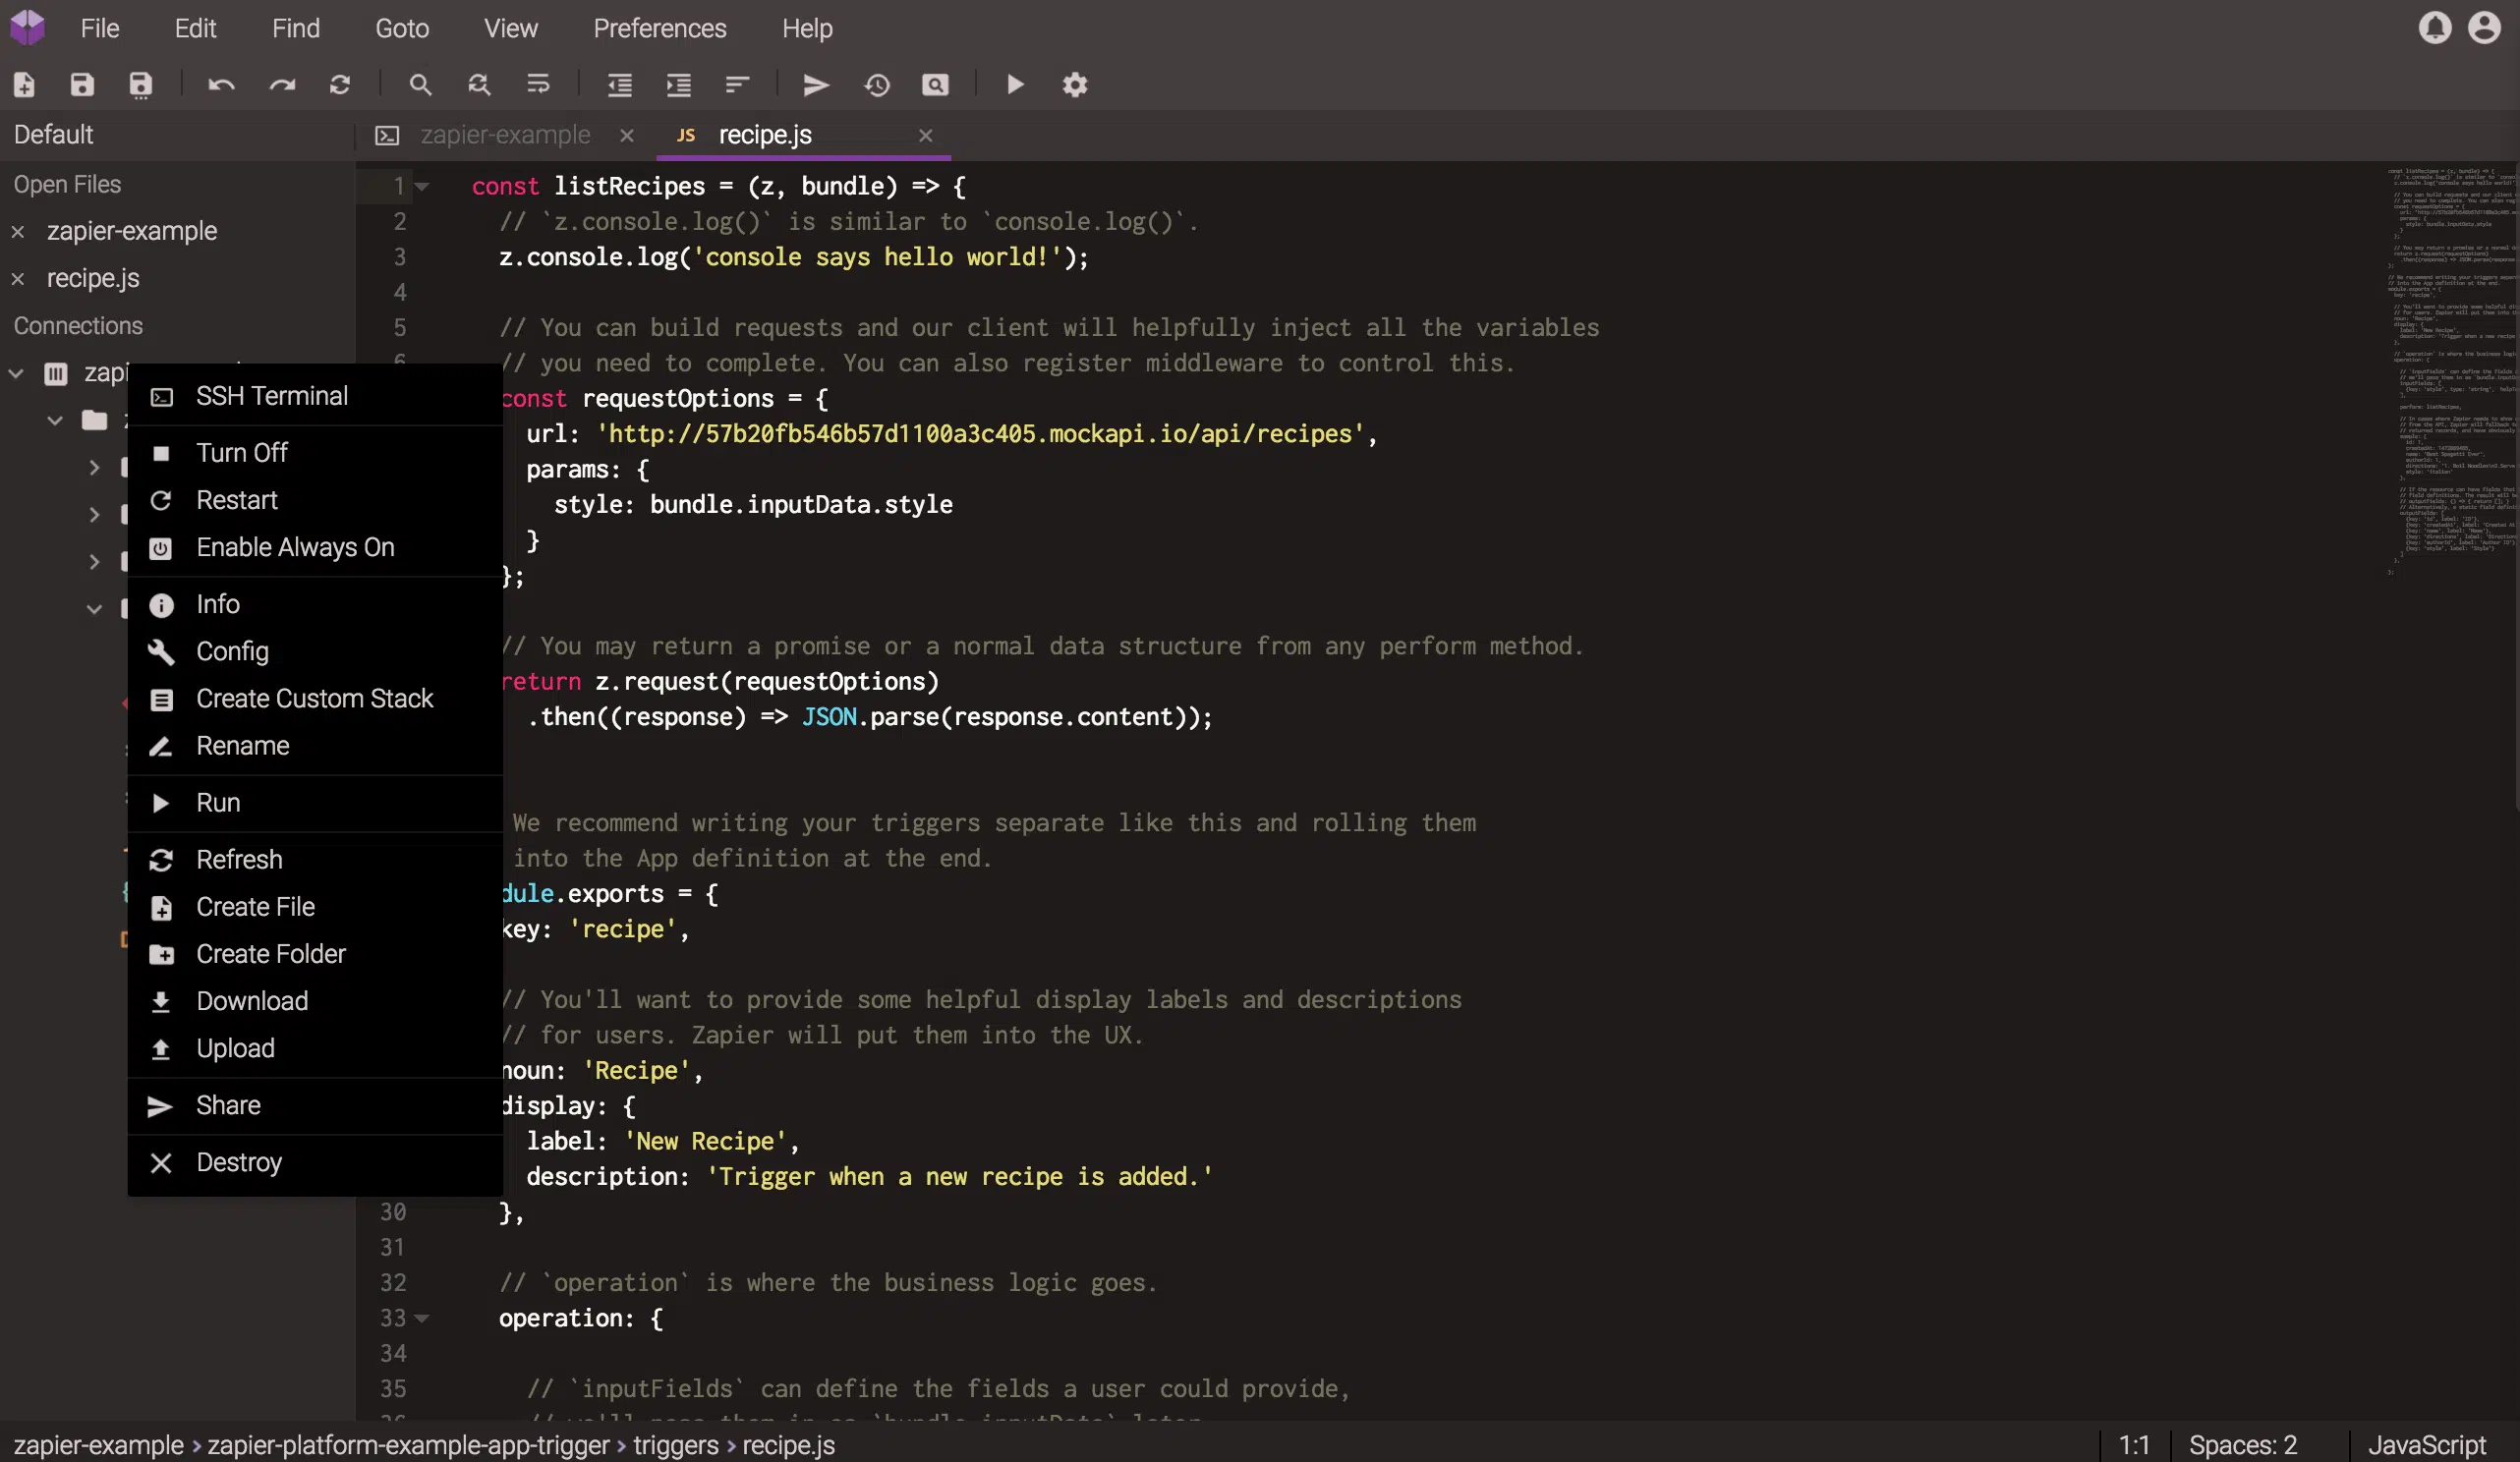 File Edit Find Goto View Preferences Help
Default
zapier-example
JS recipe.js
Open Files
zapier-example
recipe.js
Connections
zapi
SSH Terminal
Turn Off
Restart
Enable Always On
Info
Config
Create Custom Stack
Rename
Run
Refresh
Create File
Create Folder
Download
Upload
Share
Destroy
1 const listRecipes = (z, bundle) => {
2 // `z.console.log()` is similar to `console.log()`.
3 z.console.log('console says hello world!');
4
5 // You can build requests and our client will helpfully inject all the variables
6 // you need to complete. You can also register middleware to control this.
const requestOptions = {
url: 'http://57b20fb546b57d1100a3c405.mockapi.io/api/recipes',
params: {
style: bundle.inputData.style
}
};
// You may return a promise or a normal data structure from any perform method.
return z.request(requestOptions)
.then((response) => JSON.parse(response.content));
We recommend writing your triggers separate like this and rolling them
into the App definition at the end.
dule.exports = {
key: 'recipe',
// You'll want to provide some helpful display labels and descriptions
// for users. Zapier will put them into the UX.
noun: 'Recipe',
display: {
label: 'New Recipe',
description: 'Trigger when a new recipe is added.'
30 },
31
32 // `operation` is where the business logic goes.
33 operation: {
34
35 // `inputFields` can define the fields a user could provide,
zapier-example > zapier-platform-example-app-trigger > triggers > recipe.js
1:1
Spaces: 2
JavaScript